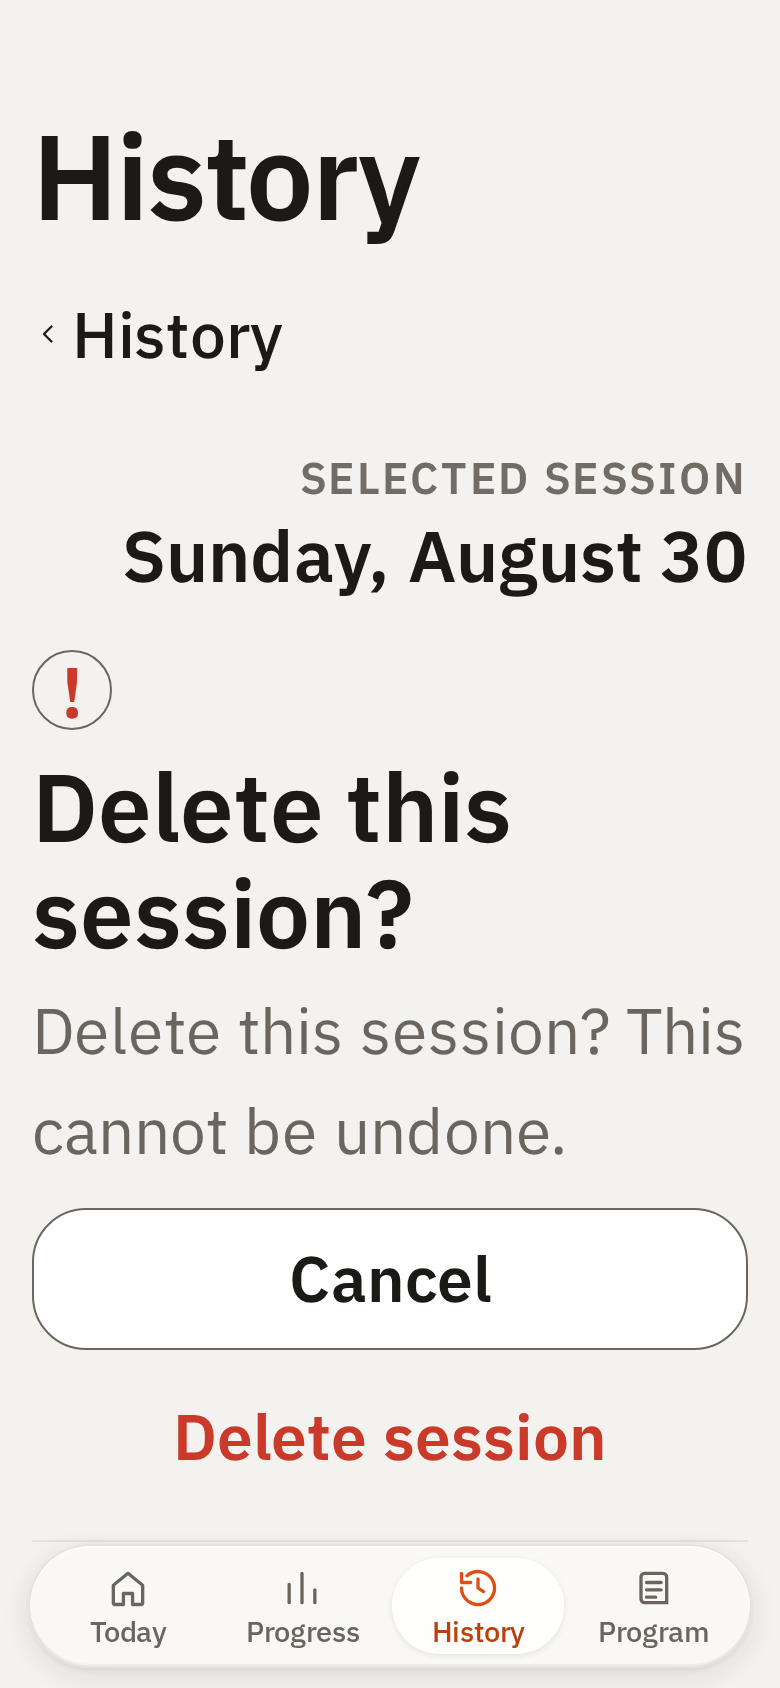 History
History
SELECTED SESSION
Sunday, August 30
!
Delete this
session?
Delete this session? This
cannot be undone.
Cancel
Delete session
Today
Progress
History
Program